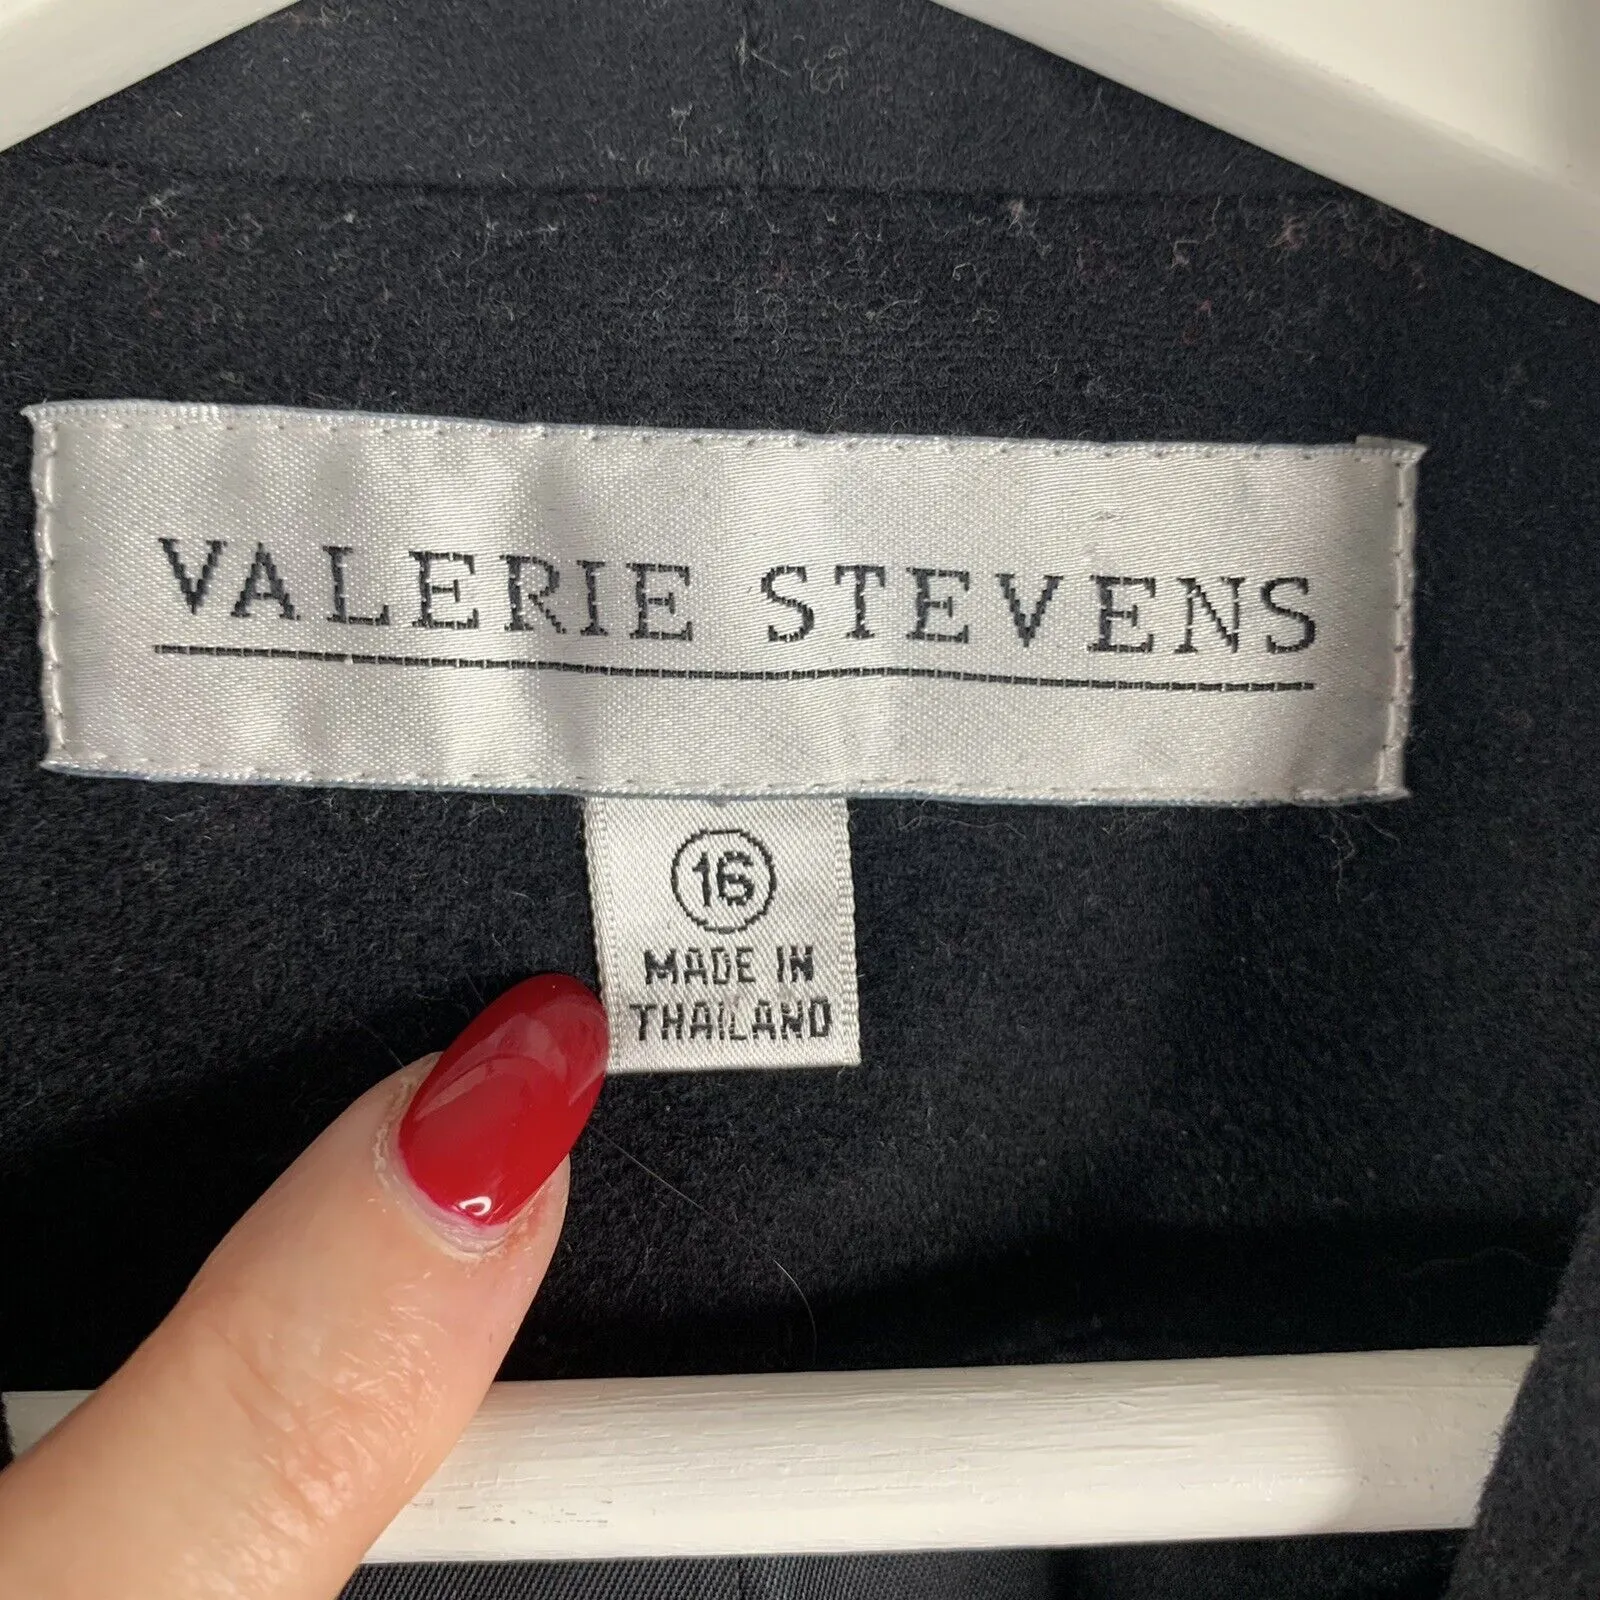 VALERIE STEVENS
16
MADE IN
THAILAND